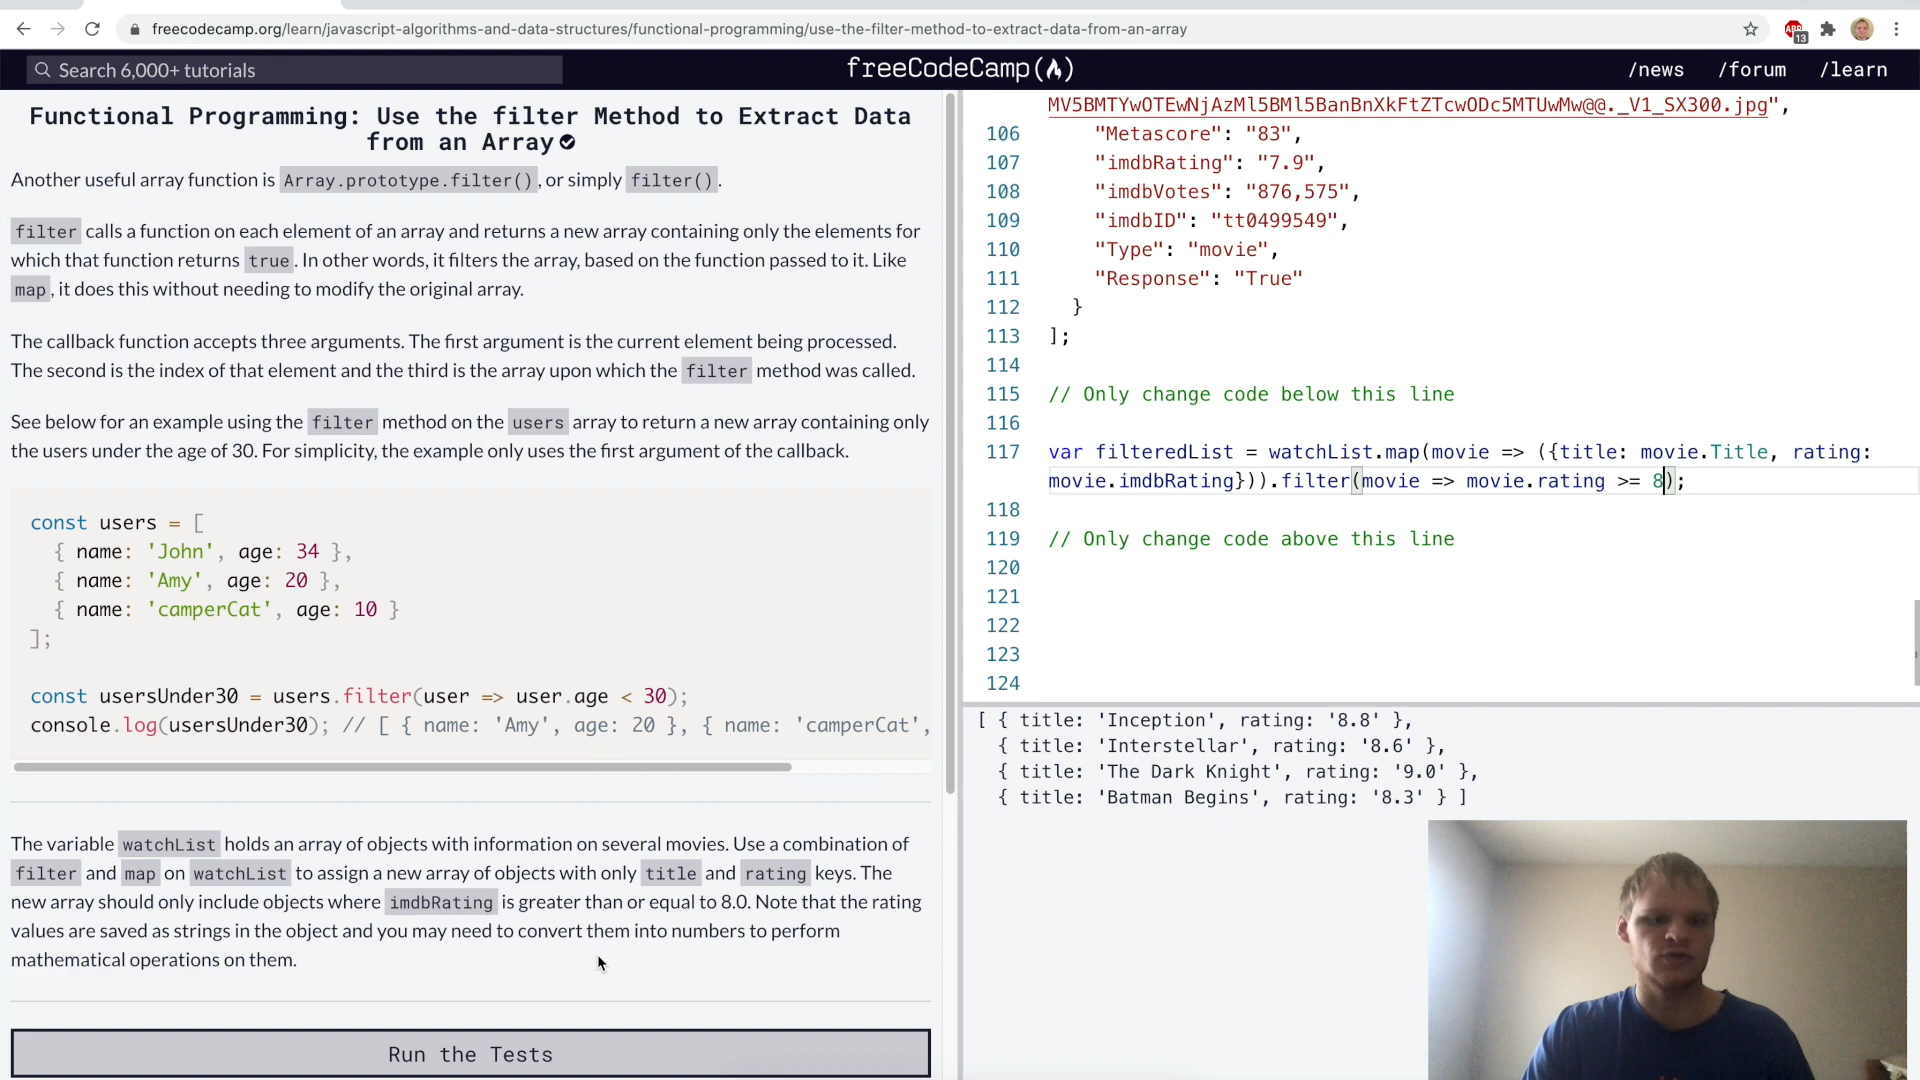 freecodecamp.org/learn/javascript-algorithms-and-data-structures/functional-programming/use-the-filter-method-to-extract-data-from-an-array
13
Search 6,000+ tutorials
freeCodeCamp
/news
/forum
/learn
Functional Programming: Use the filter Method to Extract Data
from an Array
Another useful array function is Array.prototype.filter(), or simply filter().
filter calls a function on each element of an array and returns a new array containing only the elements for
which that function returns true. In other words, it filters the array, based on the function passed to it. Like
map, it does this without needing to modify the original array.
The callback function accepts three arguments. The first argument is the current element being processed.
The second is the index of that element and the third is the array upon which the filter method was called.
See below for an example using the filter method on the users array to return a new array containing only
the users under the age of 30. For simplicity, the example only uses the first argument of the callback.
const users = [
{ name: 'John', age: 34 },
{ name: 'Amy', age: 20 },
{ name: 'camperCat', age: 10 }
];
const usersUnder30 = users.filter(user => user.age < 30);
console.log(usersUnder30); // [ { name: 'Amy', age: 20 }, { name: 'camperCat',
The variable watchList holds an array of objects with information on several movies. Use a combination of
filter and map on watchList to assign a new array of objects with only title and rating keys. The
new array should only include objects where imdbRating is greater than or equal to 8.0. Note that the rating
values are saved as strings in the object and you may need to convert them into numbers to perform
mathematical operations on them.
Run the Tests
MV5BMTYwOTEwNjAzMl5BMl5BanBnXkFtZTcwODc5MTUwMw@@._V1_SX300.jpg",
106 "Metascore": "83",
107 "imdbRating": "7.9",
108 "imdbVotes": "876,575",
109 "imdbID": "tt0499549",
110 "Type": "movie",
111 "Response": "True"
112 }
113 ];
114
115 // Only change code below this line
116
117 var filteredList = watchList.map(movie => ({title: movie.Title, rating:
movie.imdbRating})).filter(movie => movie.rating >= 8);
118
119 // Only change code above this line
120
121
122
123
124
[ { title: 'Inception', rating: '8.8' },
{ title: 'Interstellar', rating: '8.6' },
{ title: 'The Dark Knight', rating: '9.0' },
{ title: 'Batman Begins', rating: '8.3' } ]